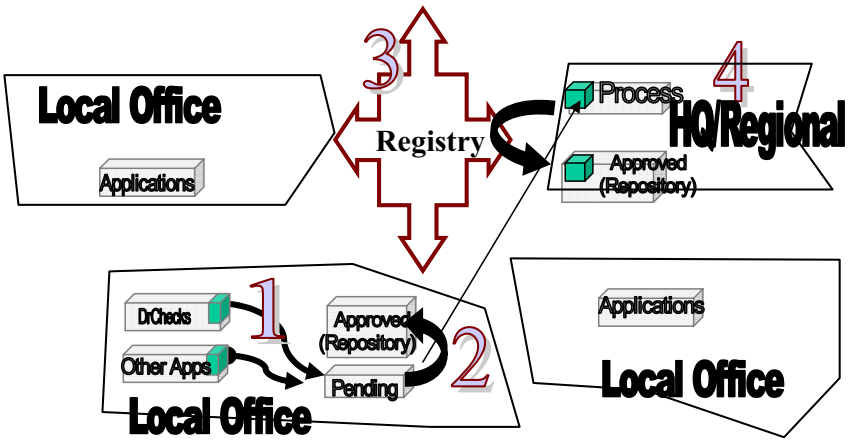 3
4
Local Office
Process
HQ/Regional
Registry
Applications
Approved
(Repository)
1
DrChecks
Approved
(Repository)
Applications
2
Other Apps
Pending
Local Office
Local Office